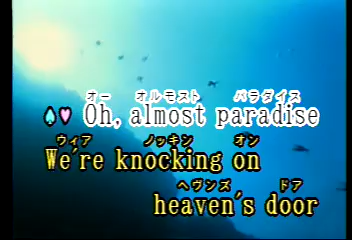 オー オルモスト パラダイス
♠♥ Oh, almost paradise
ウィア ノッキン オン
We're knocking on
ヘヴンズ ドア
heaven's door